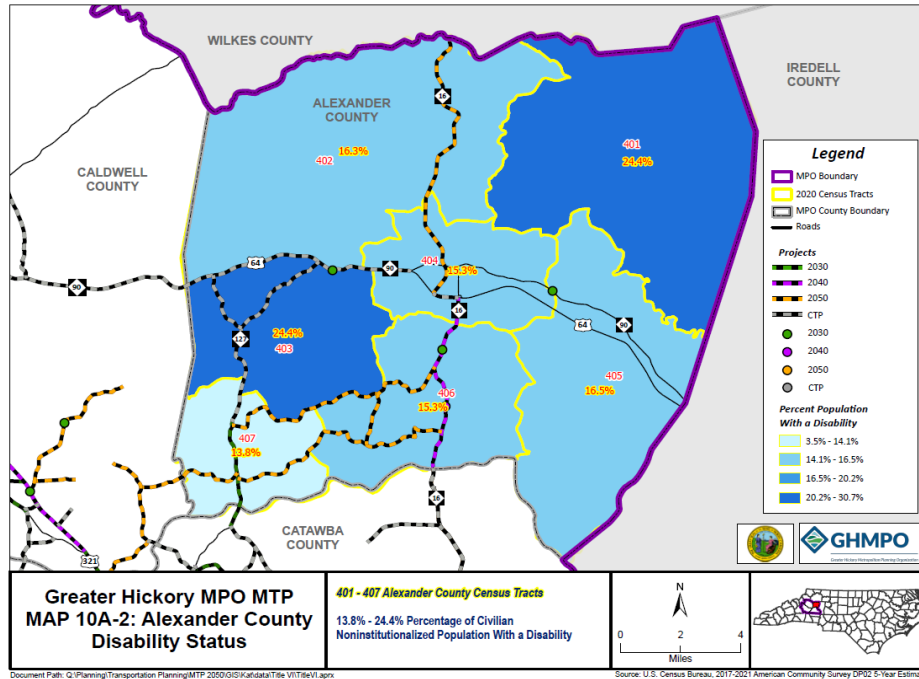 WILKES COUNTY
IREDELL
COUNTY
16
ALEXANDER
COUNTY
401
24.4%
16.3%
402
CALDWELL
COUNTY
Legend
MPO Boundary
2020 Census Tracts
MPO County Boundary
Roads
Projects
2030
2040
2050
CTP
2030
2040
2050
CTP
Percent Population
With a Disability
3.5% - 14.1%
14.1% - 16.5%
16.5% - 20.2%
20.2% - 30.7%
64
90
404
15.3%
90
16
64
90
127
24.4%
403
405
16.5%
406
15.3%
407
13.8%
16
CATAWBA
COUNTY
321
GHMPO
Greater Hickory Metropolitan Planning Organization
Greater Hickory MPO MTP
MAP 10A-2: Alexander County
Disability Status
401 - 407 Alexander County Census Tracts
13.8% - 24.4% Percentage of Civilian
Noninstitutionalized Population With a Disability
N
0 2 4
Miles
Document Path: Q:\Planning\Transportation Planning\MTP 2050\GIS\Kat\data\Title VI\TitleVI.aprx
Source: U.S. Census Bureau, 2017-2021 American Community Survey DP02 5-Year Estima